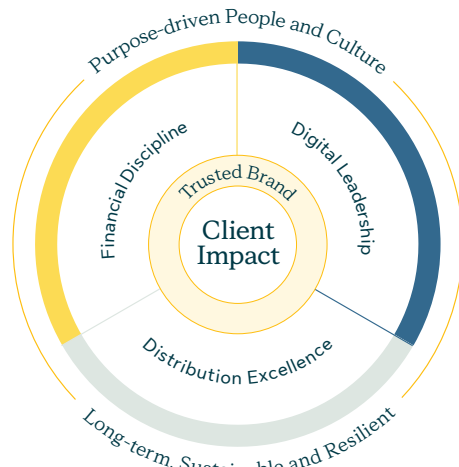 Purpose-driven People and Culture
Financial Discipline
Digital Leadership
Trusted Brand
Client
Impact
Distribution Excellence
Long-term, Sustainable and Resilient